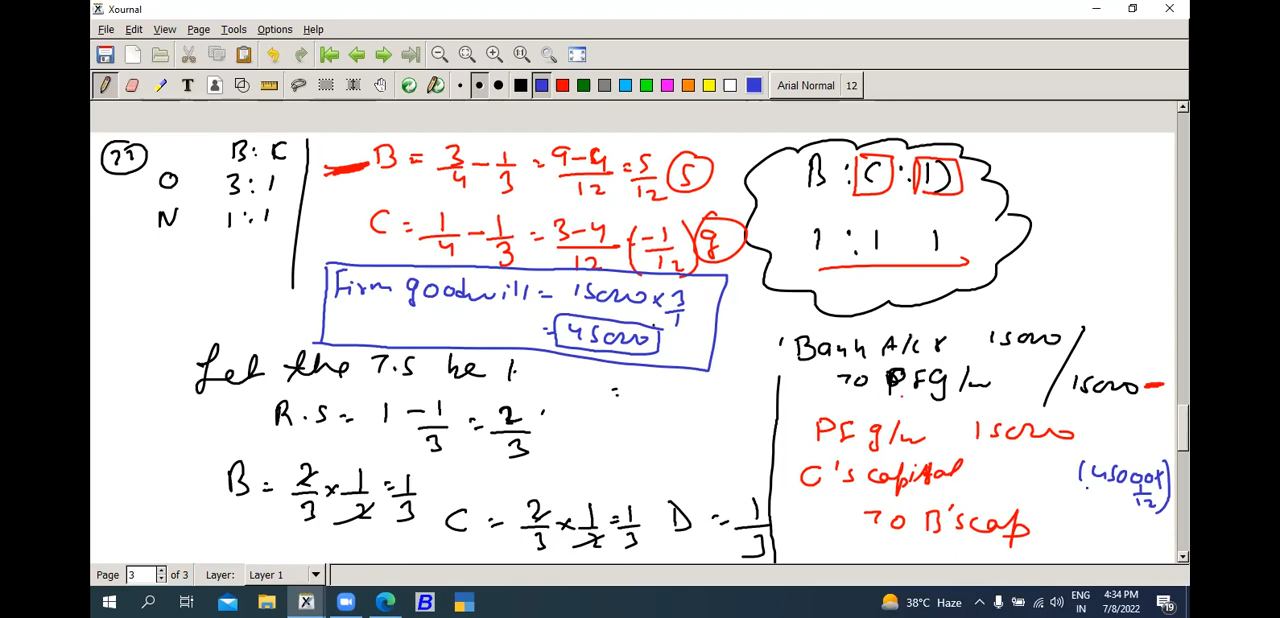 Xournal
File Edit View Page Tools Options Help
Arial Normal 12
22 B : C
O 3 : 1
N 1 : 1
B = 3/4 - 1/3 = 9-4/12 = 5/12 S
C = 1/4 - 1/3 = 3-4/12 (-1/12) g
B : C : D
1 : 1 1
Firm goodwill = 15000 × 3/1
= 45000
Let the T.S be 1
R.S = 1 - 1/3 = 2/3
=
B = 2/3 × 1/2 = 1/3
C = 2/3 × 1/2 = 1/3 D = 1/3
Bank A/c 15000
To PFG/w 15000
PF g/w 15000
C's capital (45000 × 1/12)
To B's cap
Page 3 of 3 Layer: Layer 1
38°C Haze ENG IN 4:34 PM 7/8/2022 19